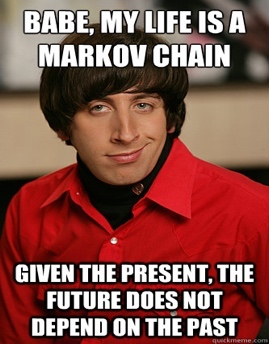 BABE, MY LIFE IS A
MARKOV CHAIN
GIVEN THE PRESENT, THE
FUTURE DOES NOT
DEPEND ON THE PAST
quickmeme.com